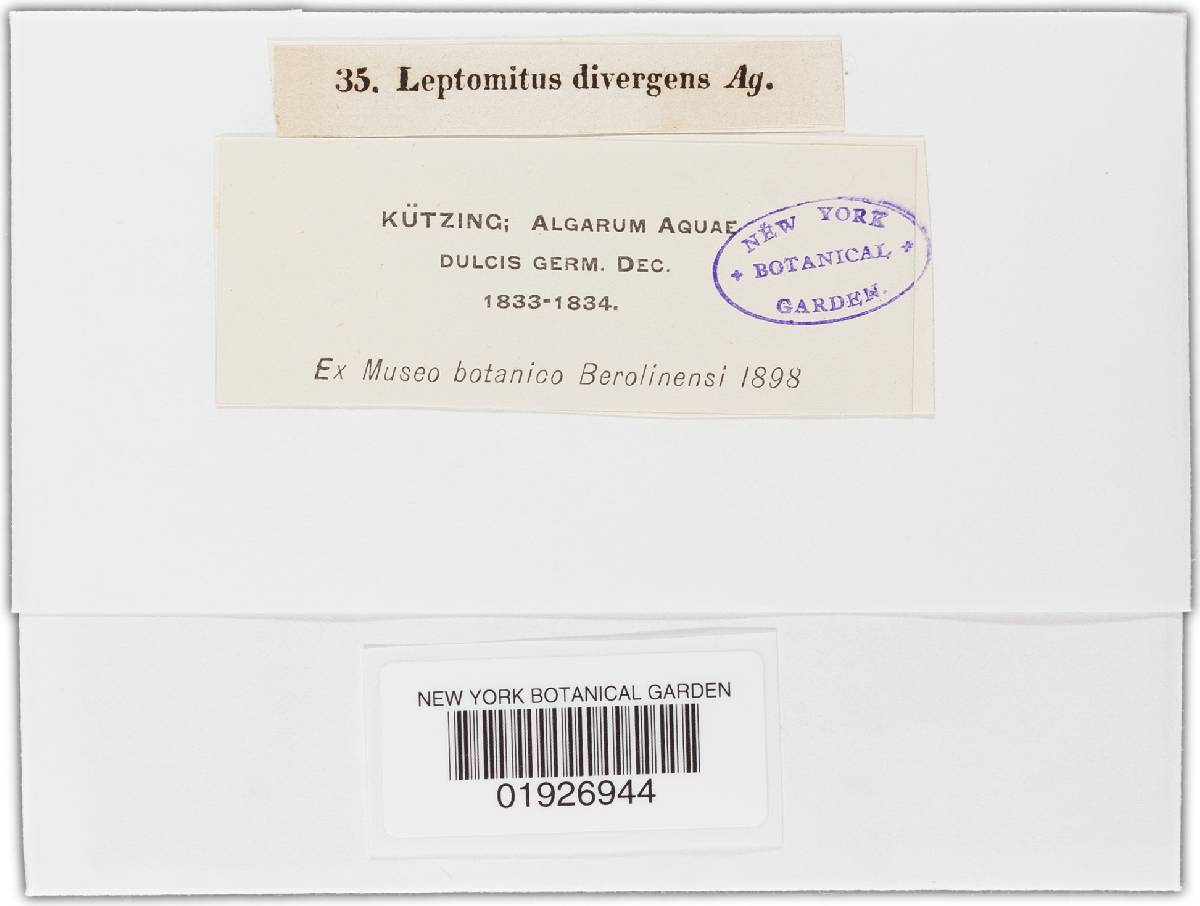 35. Leptomitus divergens Ag.
KÜTZING; ALGARUM AQUAE
DULCIS GERM. DEC.
1833-1834.
Ex Museo botanico Berolinensi 1898
NEW YORK
+ BOTANICAL +
GARDEN.
NEW YORK BOTANICAL GARDEN
01926944